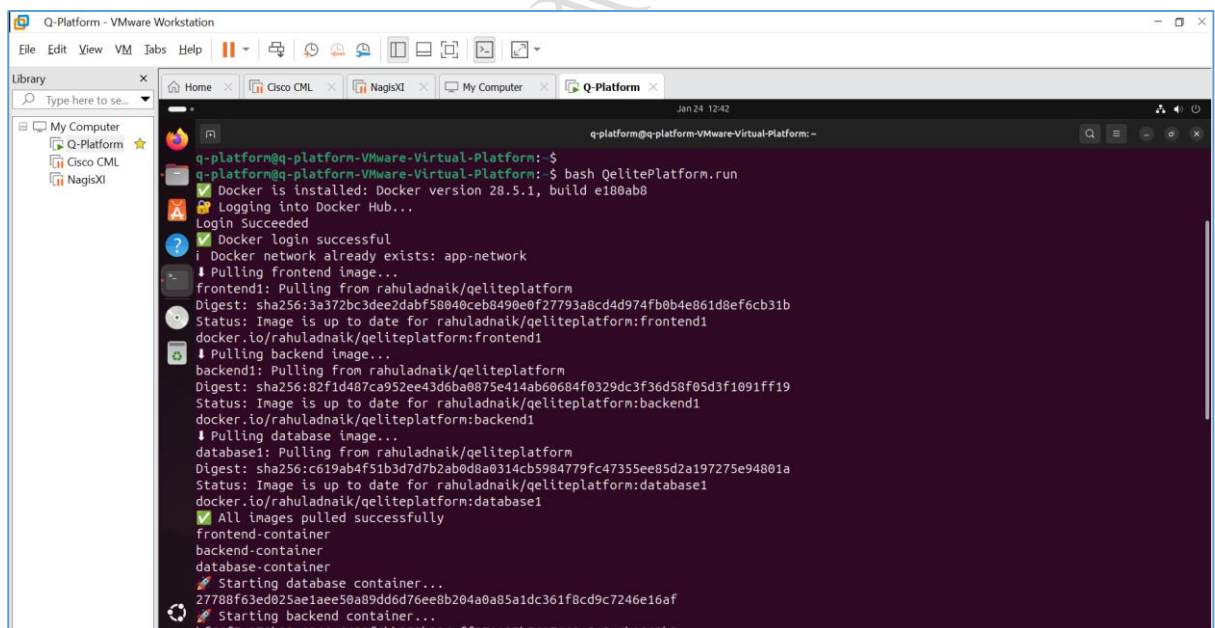 Q-Platform - VMware Workstation
File Edit View VM Tabs Help
Library
Type here to se...
My Computer
Q-Platform
Cisco CML
NagisXI
Home
Cisco CML
NagisXI
My Computer
Q-Platform
Jan 24 12:42
q-platform@q-platform-VMware-Virtual-Platform: ~
q-platform@q-platform-VMware-Virtual-Platform:~$
q-platform@q-platform-VMware-Virtual-Platform:~$ bash QelitePlatform.run
✅ Docker is installed: Docker version 28.5.1, build e180ab8
🔐 Logging into Docker Hub...
Login Succeeded
✅ Docker login successful
ℹ Docker network already exists: app-network
⬇ Pulling frontend image...
frontend1: Pulling from rahuladnaik/qeliteplatform
Digest: sha256:3a372bc3dee2dabf58040ceb8490e0f27793a8cd4d974fb0b4e861d8ef6cb31b
Status: Image is up to date for rahuladnaik/qeliteplatform:frontend1
docker.io/rahuladnaik/qeliteplatform:frontend1
⬇ Pulling backend image...
backend1: Pulling from rahuladnaik/qeliteplatform
Digest: sha256:82f1d487ca952ee43d6ba0875e414ab60684f0329dc3f36d58f05d3f1091ff19
Status: Image is up to date for rahuladnaik/qeliteplatform:backend1
docker.io/rahuladnaik/qeliteplatform:backend1
⬇ Pulling database image...
database1: Pulling from rahuladnaik/qeliteplatform
Digest: sha256:c619ab4f51b3d7d7b2ab0d8a0314cb5984779fc47355ee85d2a197275e94801a
Status: Image is up to date for rahuladnaik/qeliteplatform:database1
docker.io/rahuladnaik/qeliteplatform:database1
✅ All images pulled successfully
frontend-container
backend-container
database-container
🚀 Starting database container...
27788f63ed025ae1aee50a89dd6d76ee8b204a0a85a1dc361f8cd9c7246e16af
🚀 Starting backend container...